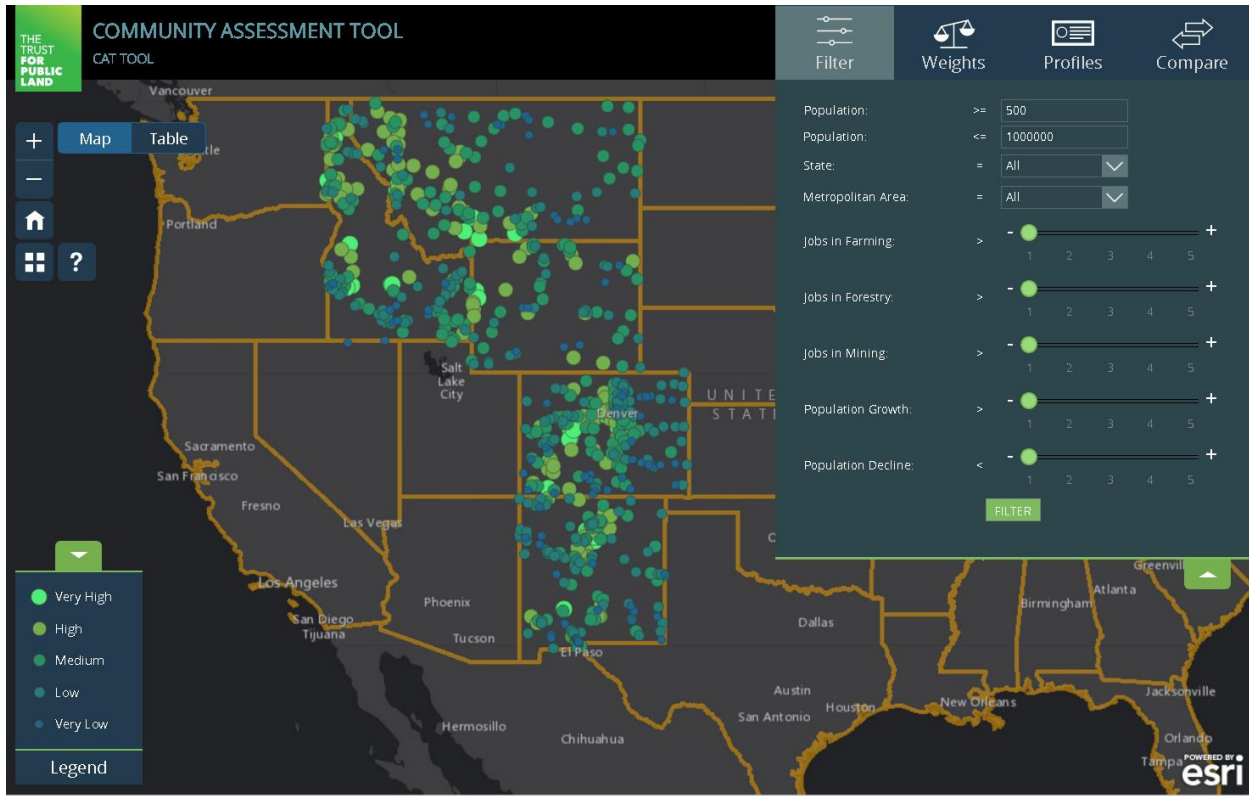 THE
TRUST
FOR
PUBLIC
LAND
COMMUNITY ASSESSMENT TOOL
CAT TOOL
Filter
Weights
Profiles
Compare
+
−
?
Map
Table
Population: >= 500
Population: <= 1000000
State: = All
Metropolitan Area: = All
Jobs in Farming: > - +
1 2 3 4 5
Jobs in Forestry: > - +
1 2 3 4 5
Jobs in Mining: > - +
1 2 3 4 5
Population Growth: > - +
1 2 3 4 5
Population Decline: < - +
1 2 3 4 5
FILTER
Vancouver
Portland
Salt
Lake
City
Denver
UNITE
STAT
Sacramento
San Francisco
Fresno
Las Vegas
Los Angeles
San Diego
Tijuana
Phoenix
Tucson
El Paso
Hermosillo
Chihuahua
Dallas
Austin
San Antonio
Houston
New Orleans
Birmingham
Atlanta
Greenvil
Jacksonville
Orlando
Tampa
Very High
High
Medium
Low
Very Low
Legend
POWERED BY
esri